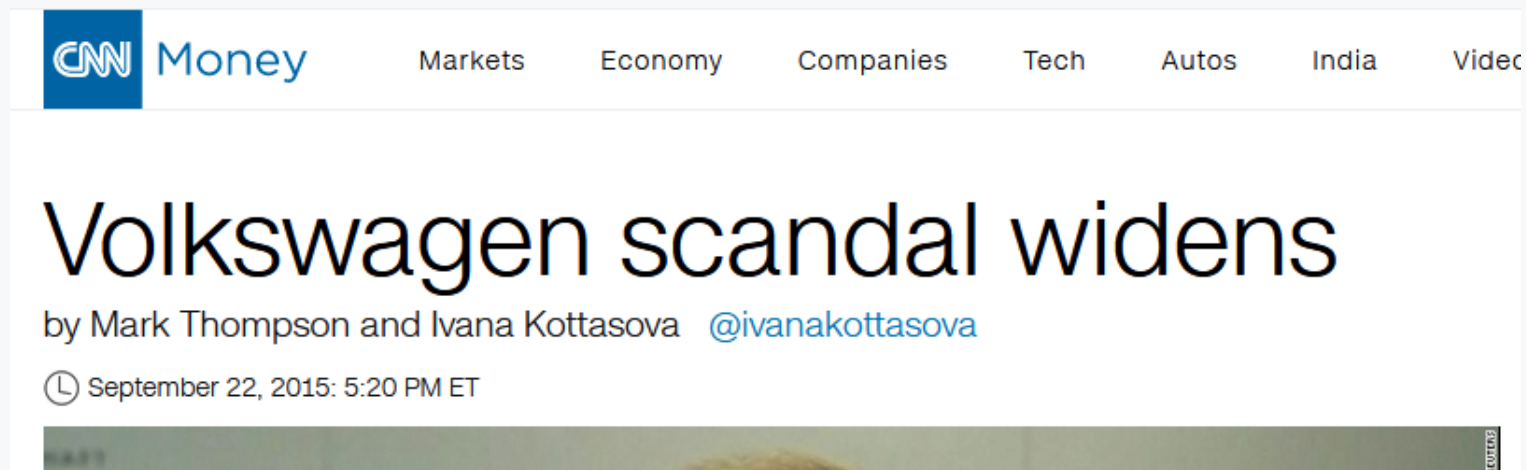 CNN Money Markets Economy Companies Tech Autos India
Volkswagen scandal widens
by Mark Thompson and Ivana Kottasova @ivanakottasova
September 22, 2015: 5:20 PM ET